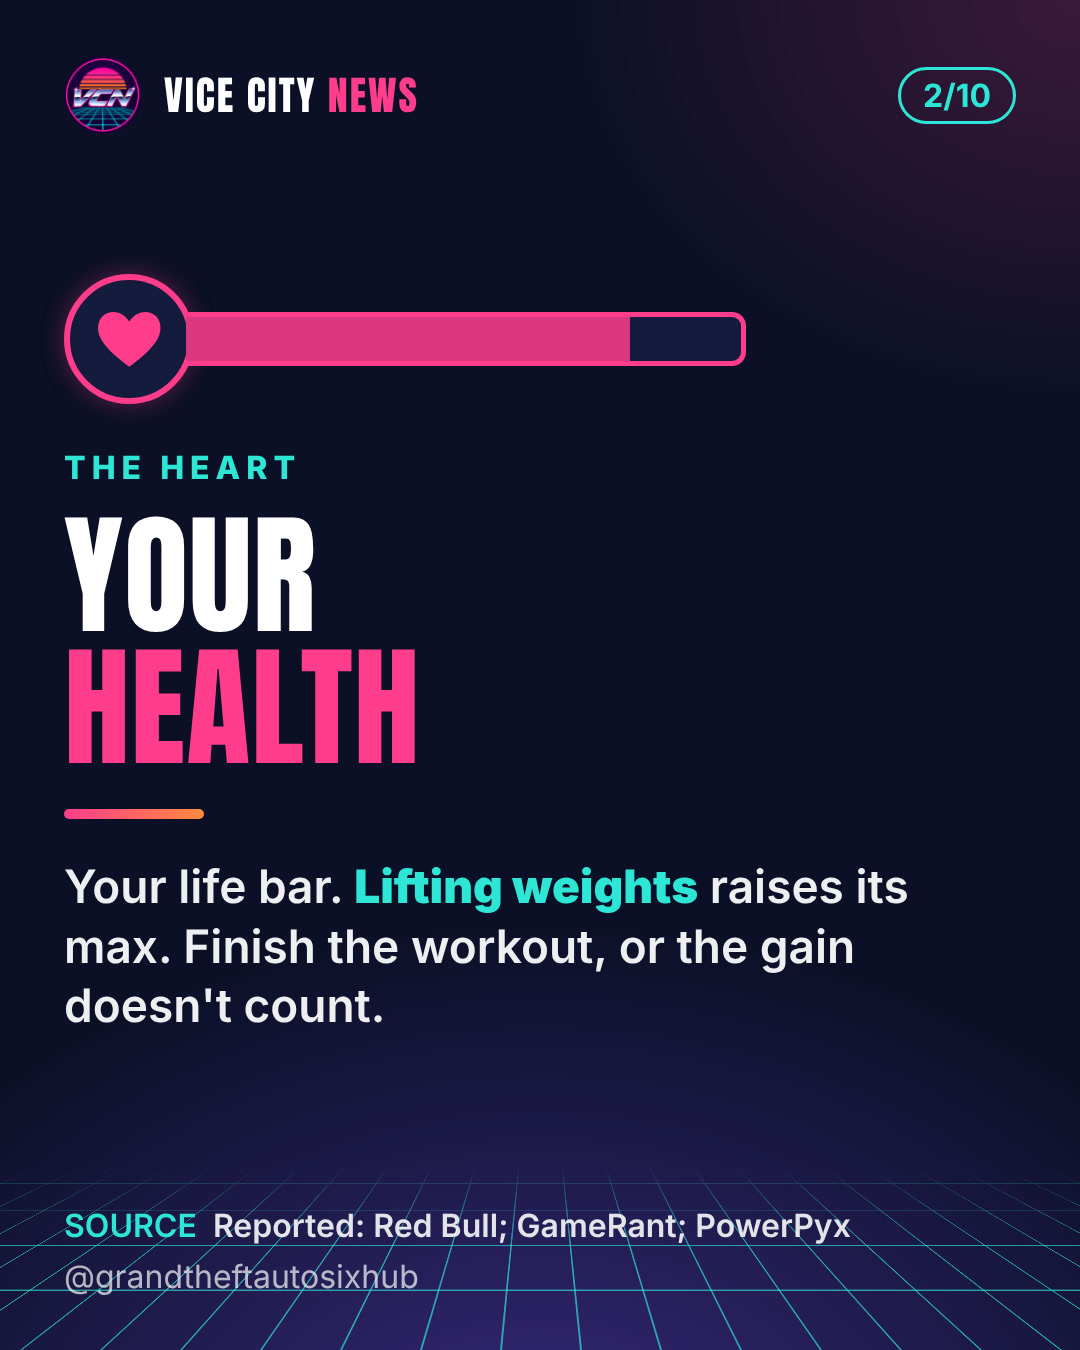 VCN
VICE CITY NEWS
2/10
THE HEART
YOUR
HEALTH
Your life bar. Lifting weights raises its
max. Finish the workout, or the gain
doesn't count.
SOURCE Reported: Red Bull; GameRant; PowerPyx
@grandtheftautosixhub